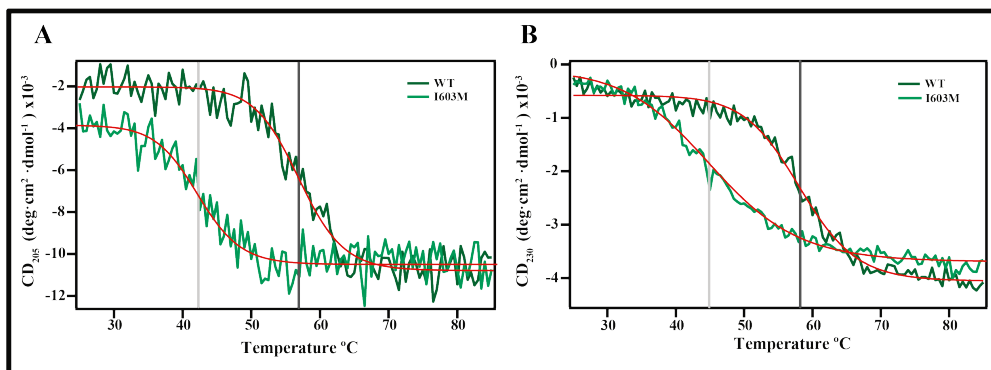 A
CD205 (deg·cm2 ·dmol-1 ) x10-3
-2
-4
-6
-8
-10
-12
WT
I603M
30 40 50 60 70 80
Temperature ºC
B
CD230 (deg·cm2 ·dmol-1 ) x10-3
0
-1
-2
-3
-4
WT
I603M
30 40 50 60 70 80
Temperature ºC